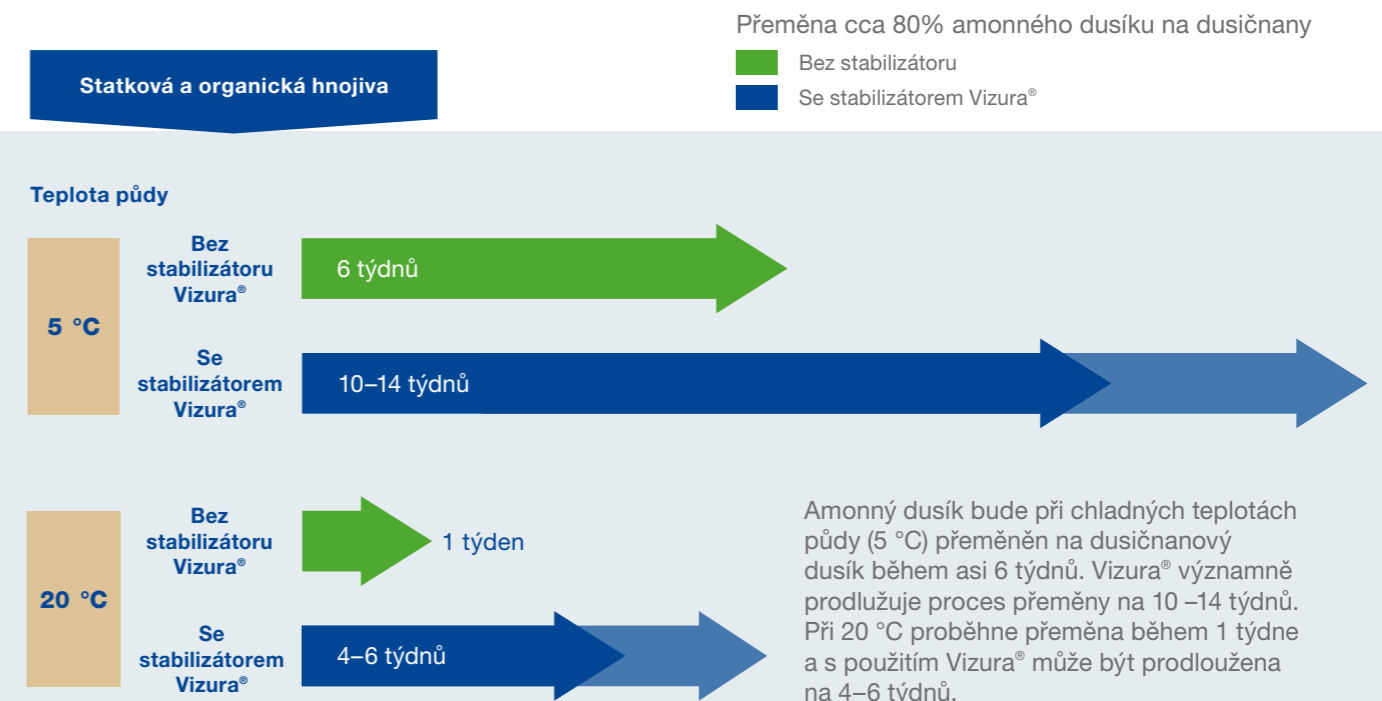 Přeměna cca 80% amonného dusíku na dusičnany
Bez stabilizátoru
Se stabilizátorem Vizura®
Statková a organická hnojiva
Teplota půdy
5 °C
Bez
stabilizátoru
Vizura®
6 týdnů
Se
stabilizátorem
Vizura®
10–14 týdnů
20 °C
Bez
stabilizátoru
Vizura®
1 týden
Se
stabilizátorem
Vizura®
4–6 týdnů
Amonný dusík bude při chladných teplotách
půdy (5 °C) přeměněn na dusičnanový
dusík během asi 6 týdnů. Vizura® významně
prodlužuje proces přeměny na 10 –14 týdnů.
Při 20 °C proběhne přeměna během 1 týdne
a s použitím Vizura® může být prodloužena
na 4–6 týdnů.